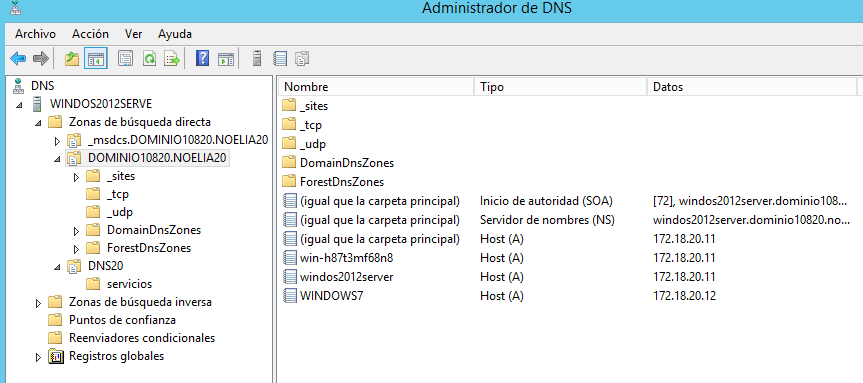 Administrador de DNS
Archivo Acción Ver Ayuda
DNS
WINDOS2012SERVE
Zonas de búsqueda directa
_msdcs.DOMINIO10820.NOELIA20
DOMINIO10820.NOELIA20
_sites
_tcp
_udp
DomainDnsZones
ForestDnsZones
DNS20
servicios
Zonas de búsqueda inversa
Puntos de confianza
Reenviadores condicionales
Registros globales
Nombre Tipo Datos
_sites
_tcp
_udp
DomainDnsZones
ForestDnsZones
(igual que la carpeta principal) Inicio de autoridad (SOA) [72], windos2012server.dominio108...
(igual que la carpeta principal) Servidor de nombres (NS) windos2012server.dominio10820.no...
(igual que la carpeta principal) Host (A) 172.18.20.11
win-h87t3mf68n8 Host (A) 172.18.20.11
windos2012server Host (A) 172.18.20.11
WINDOWS7 Host (A) 172.18.20.12